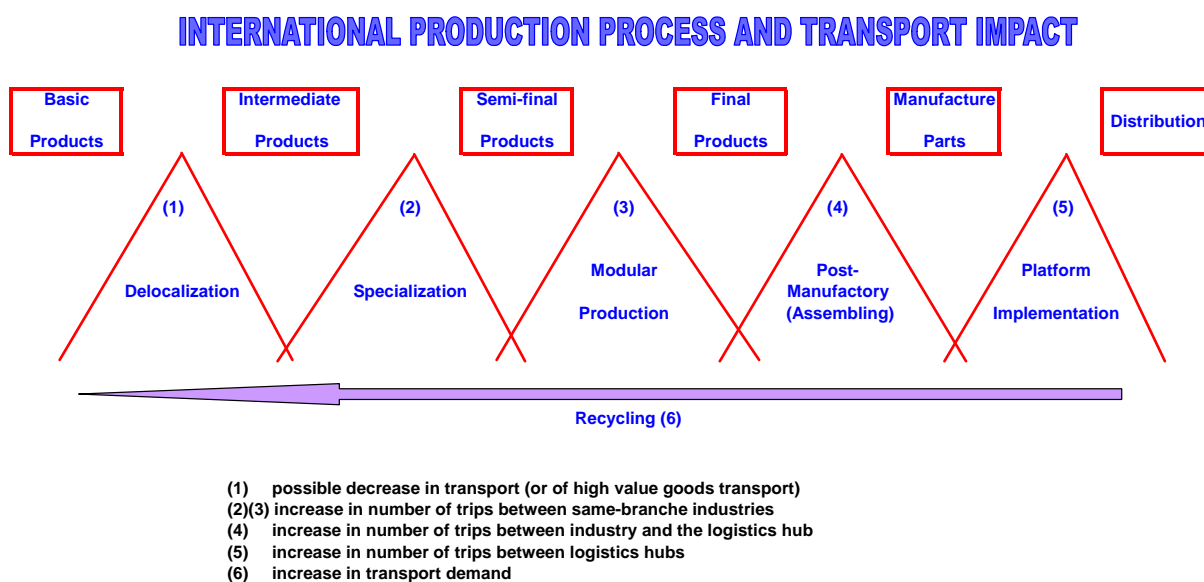 INTERNATIONAL PRODUCTION PROCESS AND TRANSPORT IMPACT
Basic
Products
Intermediate
Products
Semi-final
Products
Final
Products
Manufacture
Parts
Distribution
(1)
Delocalization
(2)
Specialization
(3)
Modular
Production
(4)
Post-
Manufactory
(Assembling)
(5)
Platform
Implementation
Recycling (6)
(1) possible decrease in transport (or of high value goods transport)
(2)(3) increase in number of trips between same-branche industries
(4) increase in number of trips between industry and the logistics hub
(5) increase in number of trips between logistics hubs
(6) increase in transport demand